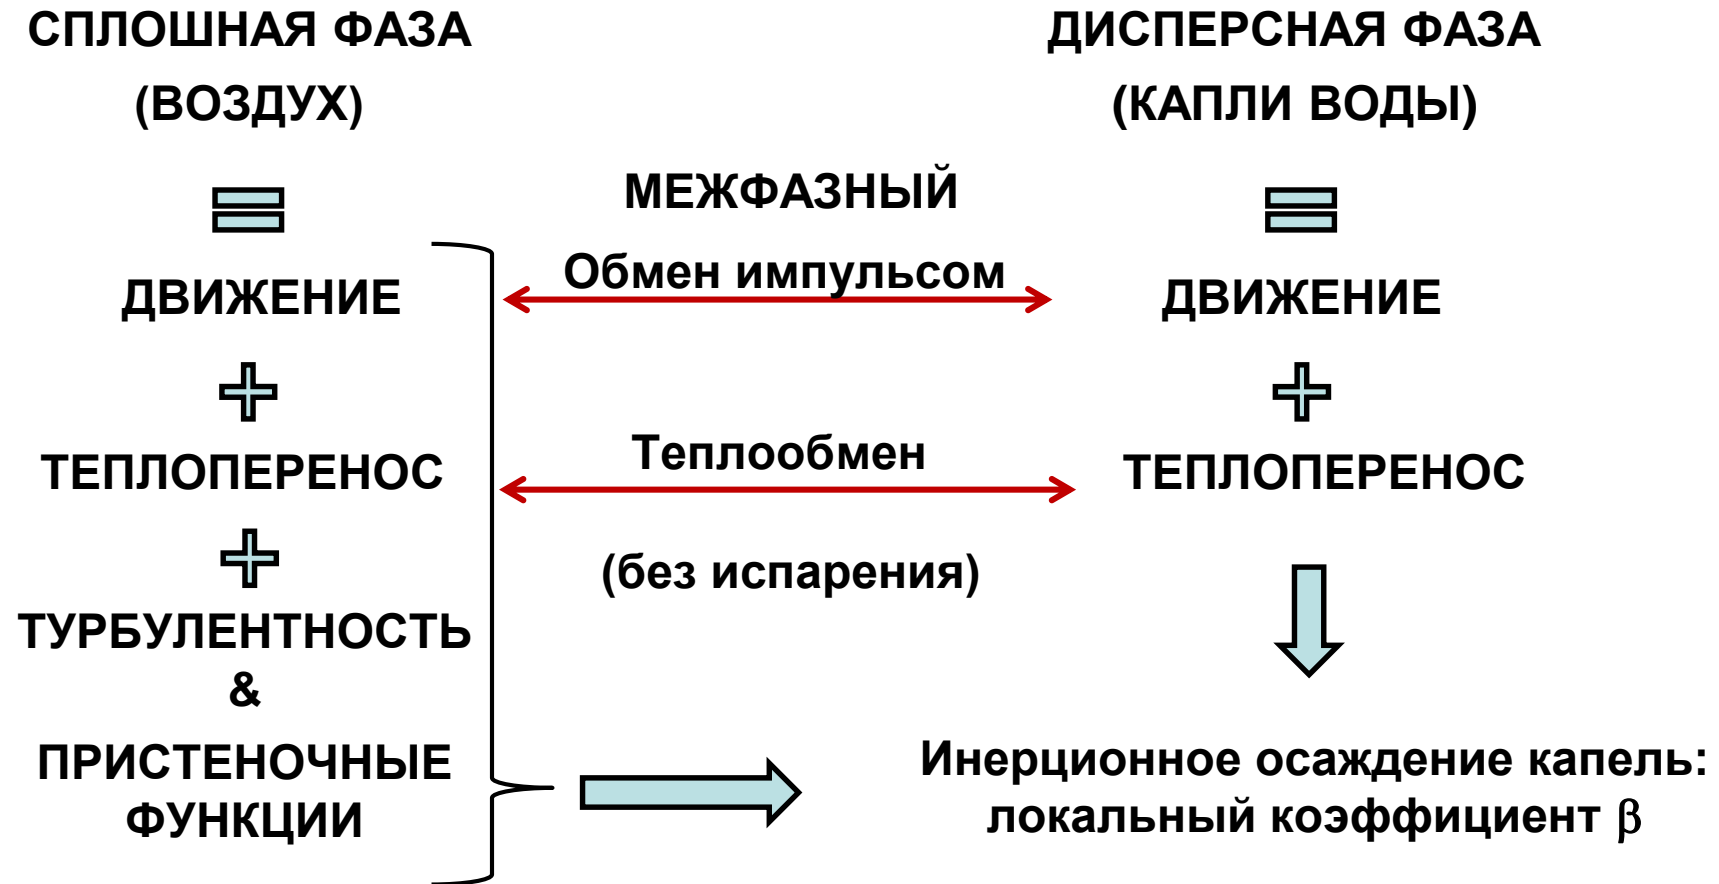 СПЛОШНАЯ ФАЗА
(ВОЗДУХ)
ДВИЖЕНИЕ
ТЕПЛОПЕРЕНОС
ТУРБУЛЕНТНОСТЬ
&
ПРИСТЕНОЧНЫЕ
ФУНКЦИИ
МЕЖФАЗНЫЙ
Обмен импульсом
Теплообмен
(без испарения)
ДИСПЕРСНАЯ ФАЗА
(КАПЛИ ВОДЫ)
ДВИЖЕНИЕ
ТЕПЛОПЕРЕНОС
Инерционное осаждение капель:
локальный коэффициент β